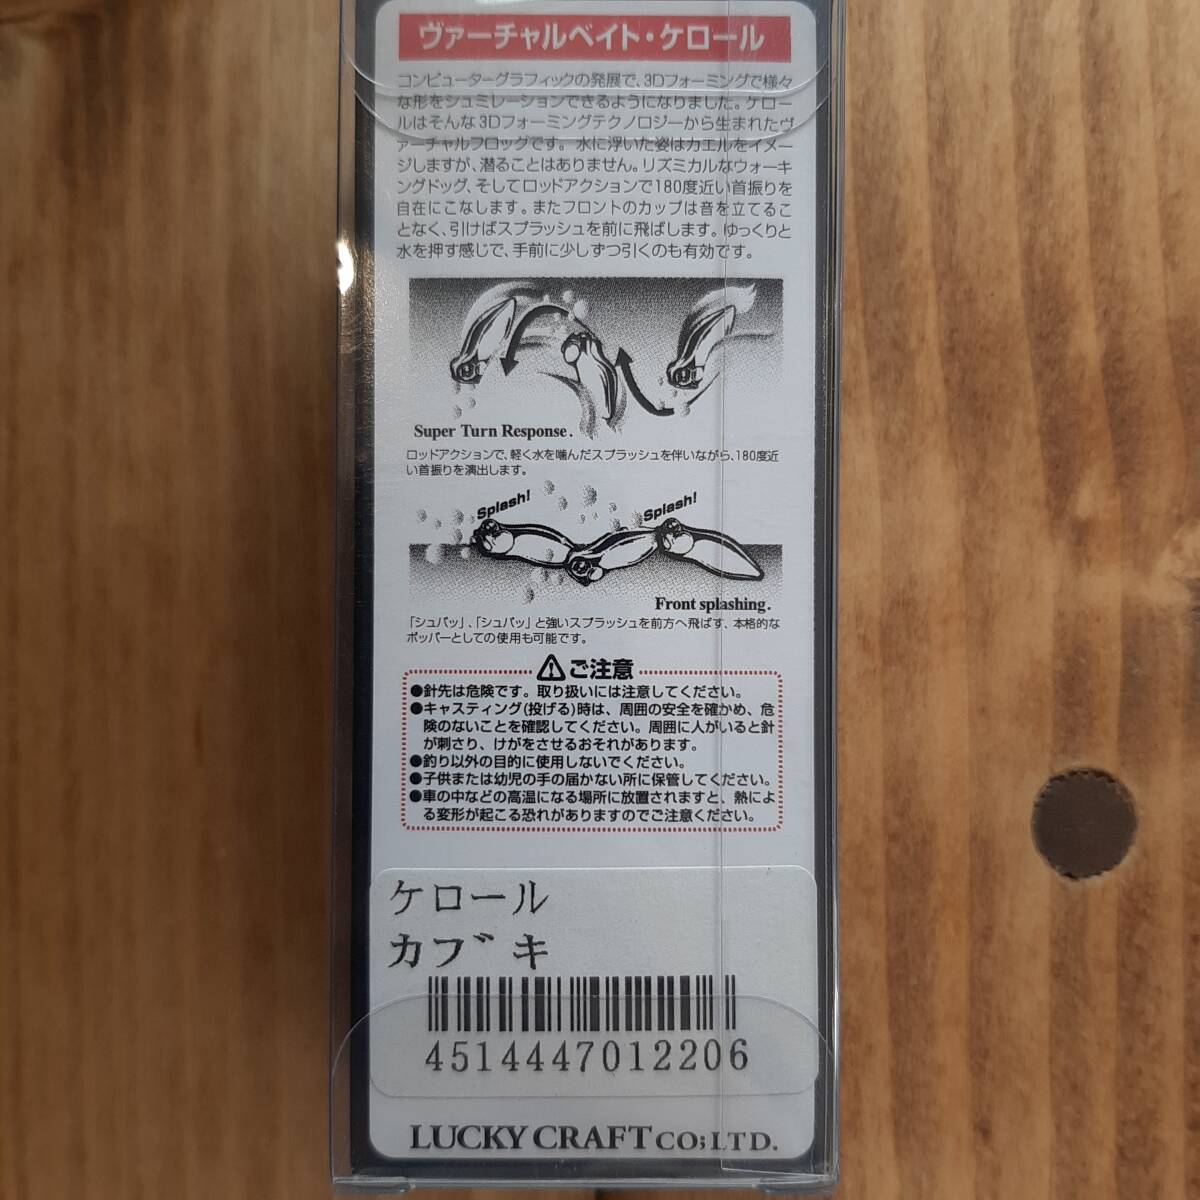 ヴァーチャルベイト・ケロール
コンピューターグラフィックの発展で、3Dフォーミングで様々
な形をシュミレーションできるようになりました。ケロー
ルはそんな3Dフォーミングテクノロジーから生まれたヴ
ァーチャルフロッグです。水に浮いた姿はカエルをイメー
ジしますが、潜ることはありません。リズミカルなウォーキ
ングドッグ、そしてロッドアクションで180度近い首振りを
自在にこなします。またフロントのカップは音を立てるこ
となく、引けばスプラッシュを前に飛ばします。ゆっくりと
水を押す感じで、手前に少しずつ引くのも有効です。
Super Turn Response.
ロッドアクションで、軽く水を噛んだスプラッシュを伴いながら、180度近
い首振りを演出します。
Splash!
Splash!
Front splashing.
「シュパッ」、「シュパッ」と強いスプラッシュを前方へ飛ばす、本格的な
ポッパーとしての使用も可能です。
⚠ご注意
●針先は危険です。取り扱いには注意してください。
●キャスティング(投げる)時は、周囲の安全を確かめ、危
険のないことを確認してください。周囲に人がいると針
が刺さり、けがをさせるおそれがあります。
●釣り以外の目的に使用しないでください。
●子供または幼児の手の届かない所に保管してください。
●車の中などの高温になる場所に放置されますと、熱によ
る変形が起こる恐れがありますのでご注意ください。
ケロール
カブキ
4514447012206
LUCKY CRAFT CO;LTD.